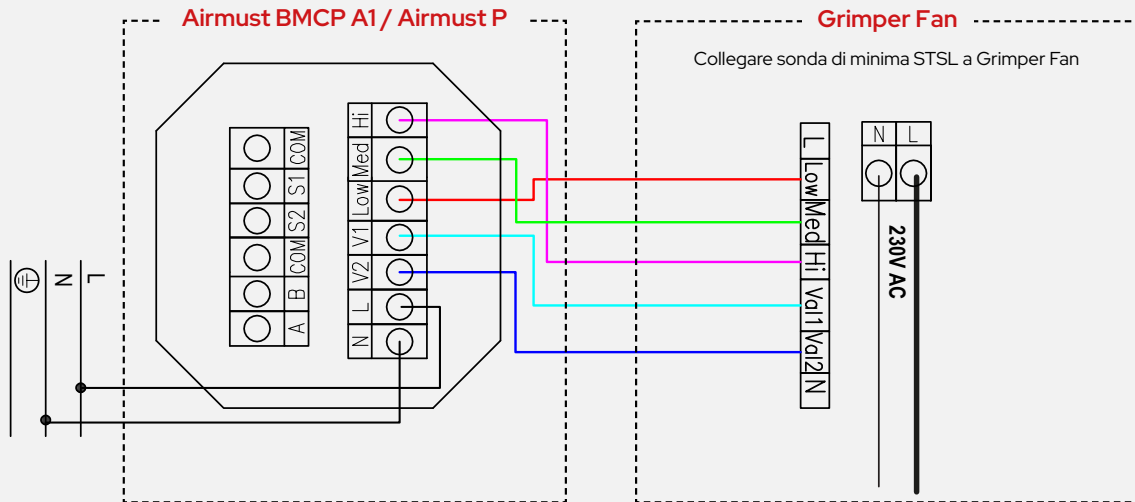 Airmust BMCP A1 / Airmust P
Grimper Fan
Collegare sonda di minima STSL a Grimper Fan
Hi
Med
Low
V1
V2
L
N
COM
S1
S2
COM
B
A
L
N
L
Low
Med
Hi
Val1
Val2
N
N
L
230V AC